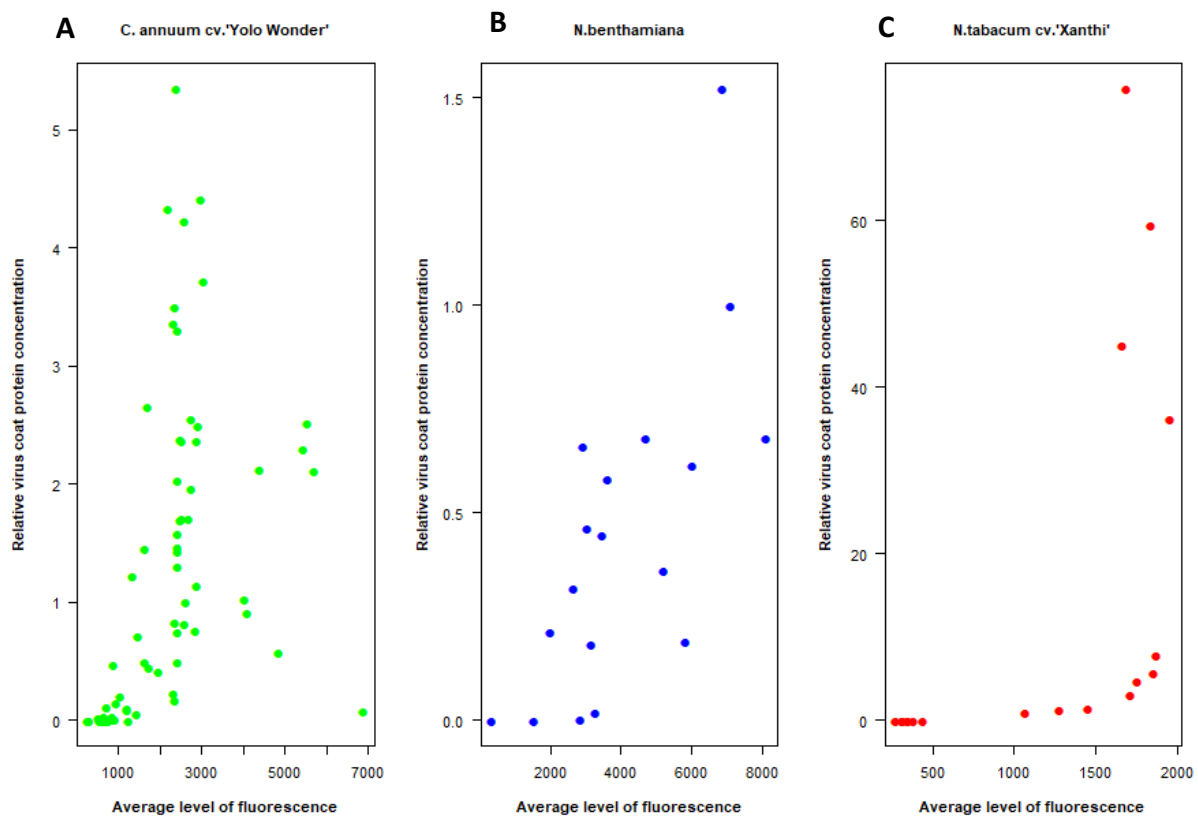 A
C. annuum cv.'Yolo Wonder'
Relative virus coat protein concentration
5
4
3
2
1
0
1000
3000
5000
7000
Average level of fluorescence
B
N.benthamiana
Relative virus coat protein concentration
1.5
1.0
0.5
0.0
2000
4000
6000
8000
Average level of fluorescence
C
N.tabacum cv.'Xanthi'
Relative virus coat protein concentration
60
40
20
0
500
1000
1500
2000
Average level of fluorescence